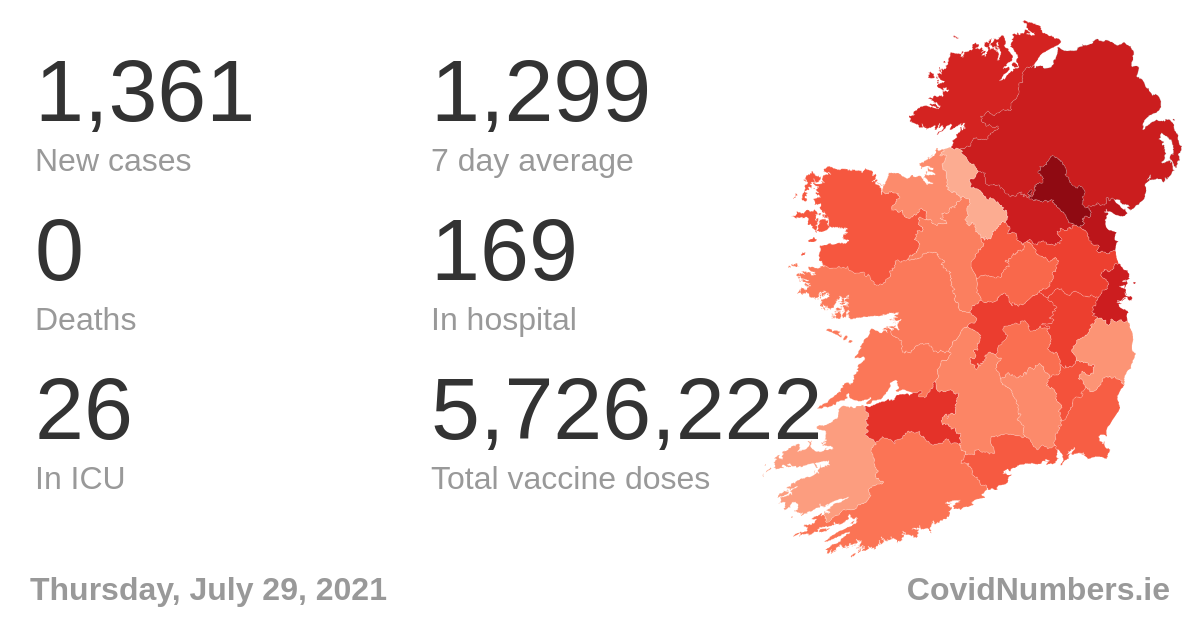 1,361
New cases
1,299
7 day average
0
Deaths
169
In hospital
26
In ICU
5,726,222
Total vaccine doses
Thursday, July 29, 2021
CovidNumbers.ie